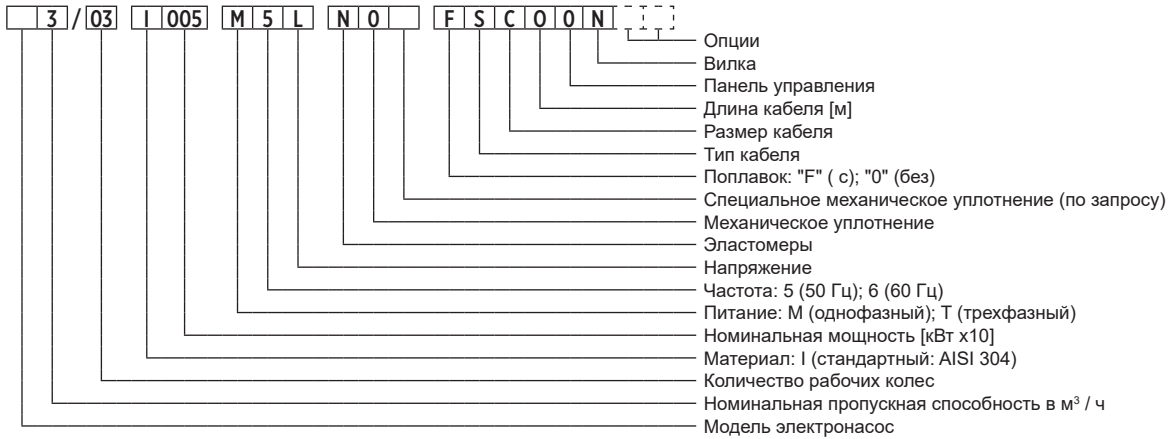 3 / 03 I 005 M 5 L N 0 F S C 0 0 N
Опции
Вилка
Панель управления
Длина кабеля [м]
Размер кабеля
Тип кабеля
Поплавок: "F" ( с); "0" (без)
Специальное механическое уплотнение (по запросу)
Механическое уплотнение
Эластомеры
Напряжение
Частота: 5 (50 Гц); 6 (60 Гц)
Питание: M (однофазный); T (трехфазный)
Номинальная мощность [кВт x10]
Материал: I (стандартный: AISI 304)
Количество рабочих колес
Номинальная пропускная способность в м³ / ч
Модель электронасос